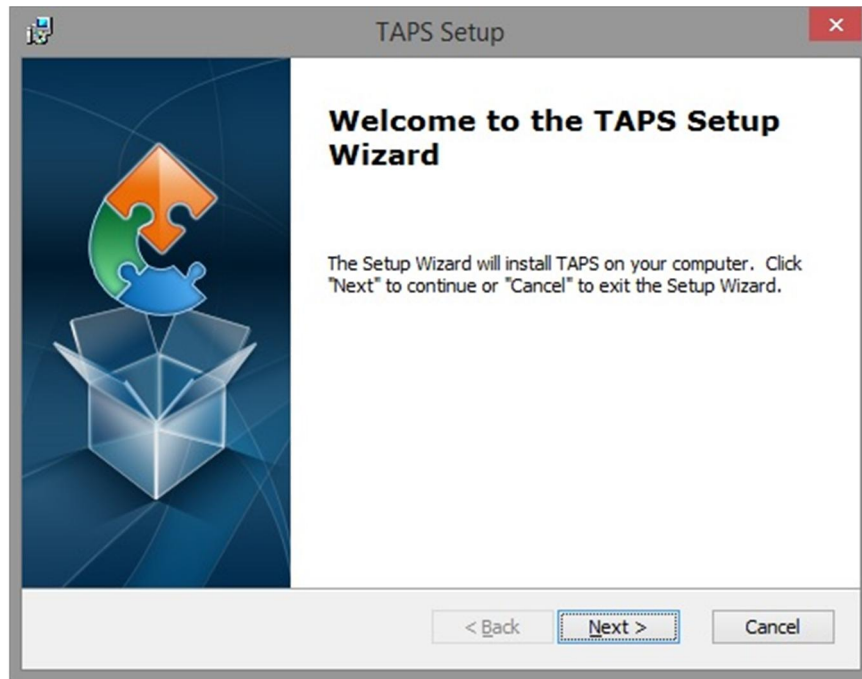 TAPS Setup
Welcome to the TAPS Setup
Wizard
The Setup Wizard will install TAPS on your computer. Click
"Next" to continue or "Cancel" to exit the Setup Wizard.
< Back
Next >
Cancel